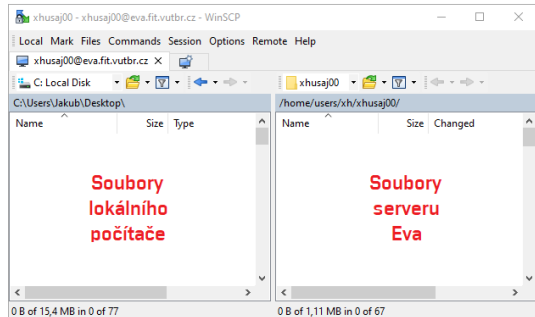 xhusaj00 - xhusaj00@eva.fit.vutbr.cz - WinSCP
Local Mark Files Commands Session Options Remote Help
xhusaj00@eva.fit.vutbr.cz
C: Local Disk
xhusaj00
C:\Users\Jakub\Desktop\
/home/users/xh/xhusaj00/
Name Size Type
Name Size Changed
Soubory
lokálního
počítače
Soubory
serveru
Eva
0 B of 15,4 MB in 0 of 77
0 B of 1,11 MB in 0 of 67